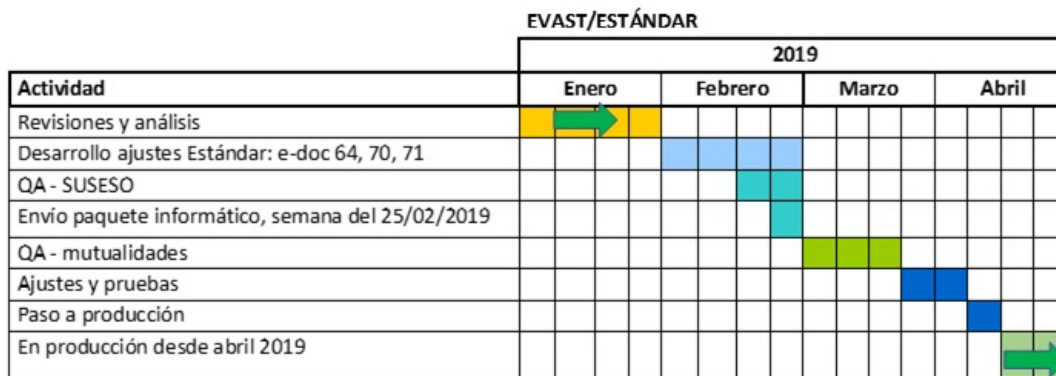 EVAST/ESTÁNDAR
2019
Actividad Enero Febrero Marzo Abril
Revisiones y análisis
Desarrollo ajustes Estándar: e-doc 64, 70, 71
QA - SUSESO
Envío paquete informático, semana del 25/02/2019
QA - mutualidades
Ajustes y pruebas
Paso a producción
En producción desde abril 2019